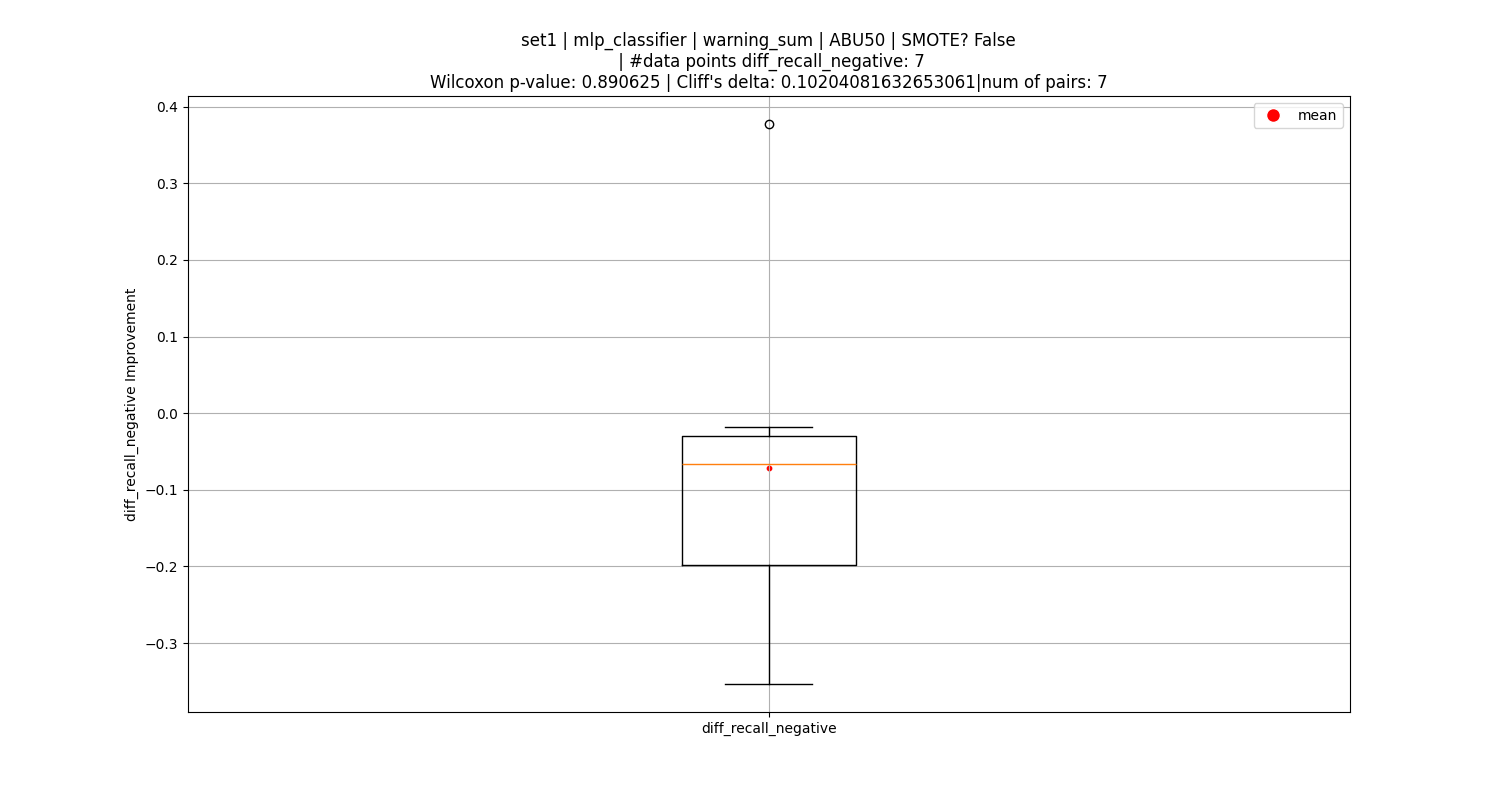 set1 | mlp_classifier | warning_sum | ABU50 | SMOTE? False
| #data points diff_recall_negative: 7
Wilcoxon p-value: 0.890625 | Cliff's delta: 0.10204081632653061|num of pairs: 7
mean
0.4
0.3
0.2
0.1
0.0
−0.1
−0.2
−0.3
diff_recall_negative Improvement
diff_recall_negative